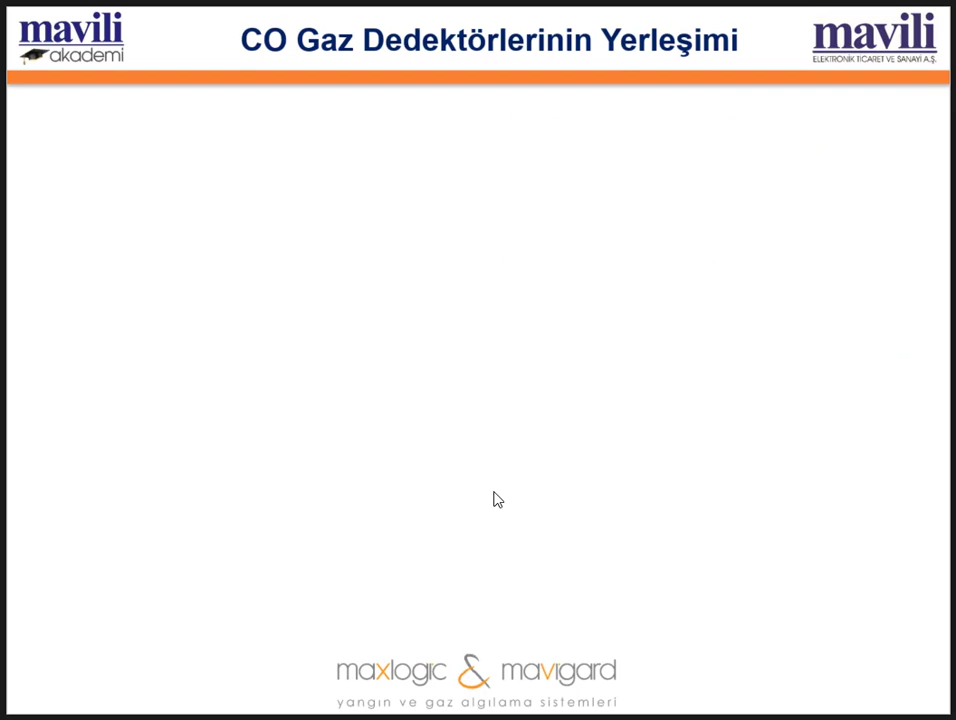 mavili
akademi
CO Gaz Dedektörlerinin Yerleşimi
mavili
ELEKTRONİK TİCARET VE SANAYİ A.Ş.
maxlogic & mavigard
yangın ve gaz algılama sistemleri